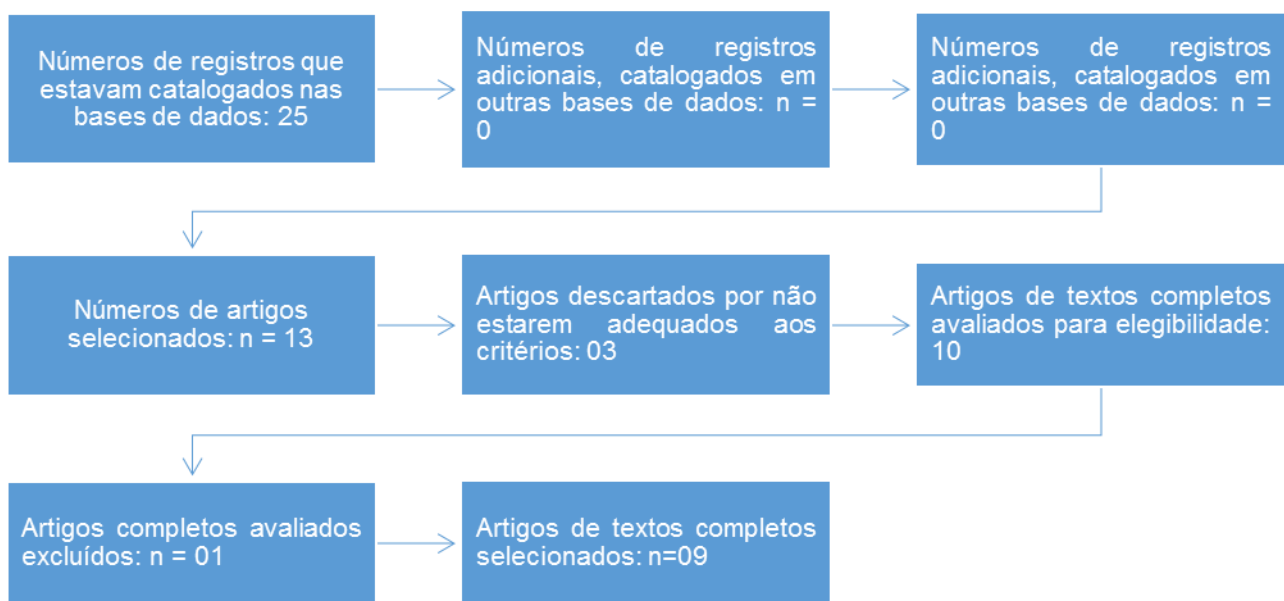 Números de registros que
estavam catalogados nas
bases de dados: 25
Números de registros
adicionais, catalogados em
outras bases de dados: n =
0
Números de registros
adicionais, catalogados em
outras bases de dados: n =
0
Números de artigos
selecionados: n = 13
Artigos descartados por não
estarem adequados aos
critérios: 03
Artigos de textos completos
avaliados para elegibilidade:
10
Artigos completos avaliados
excluídos: n = 01
Artigos de textos completos
selecionados: n=09